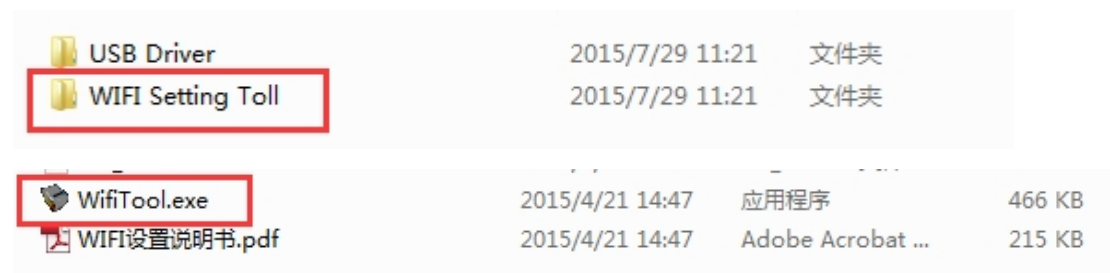 USB Driver 2015/7/29 11:21 文件夹
WIFI Setting Toll 2015/7/29 11:21 文件夹
WifiTool.exe 2015/4/21 14:47 应用程序 466 KB
WIFI设置说明书.pdf 2015/4/21 14:47 Adobe Acrobat ... 215 KB